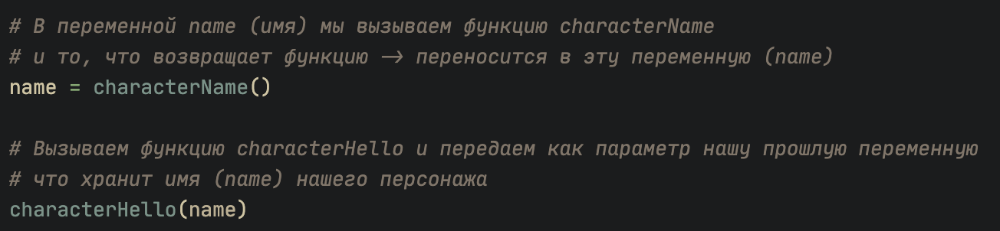 # В переменной name (имя) мы вызываем функцию characterName
# и то, что возвращает функцию -> переносится в эту переменную (name)
name = characterName()
# Вызываем функцию characterHello и передаем как параметр нашу прошлую переменную
# что хранит имя (name) нашего персонажа
characterHello(name)